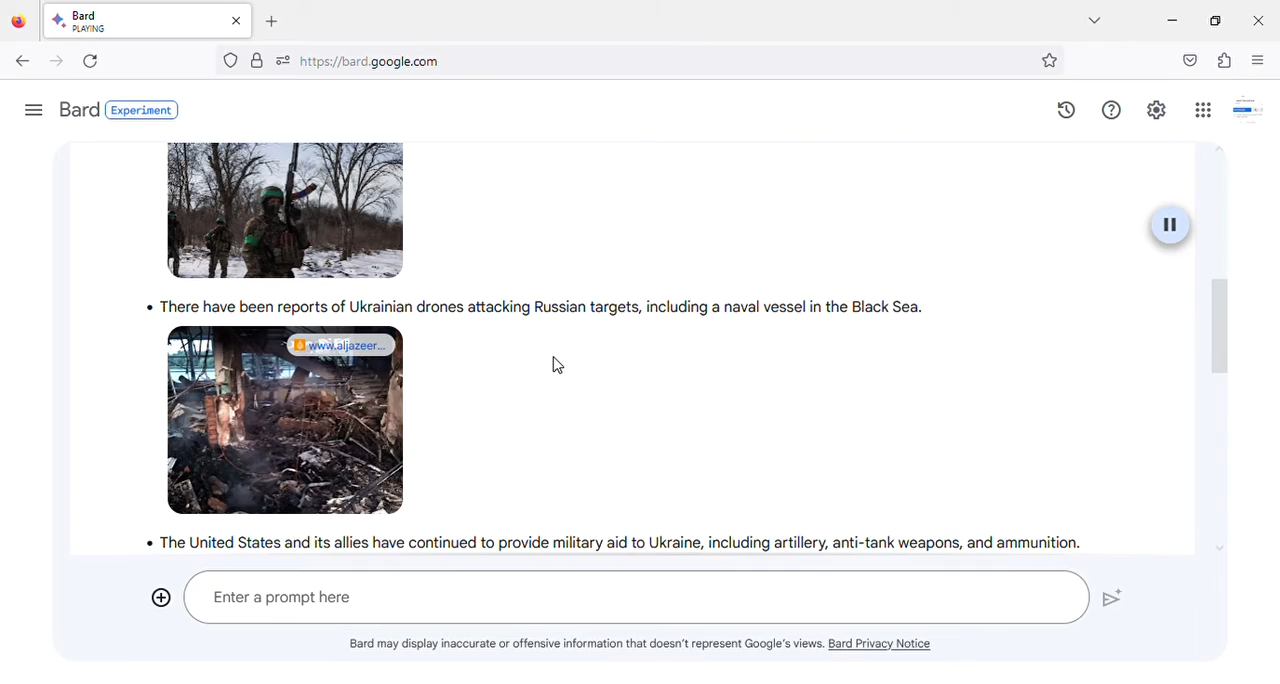 Bard
PLAYING
https://bard.google.com
Bard Experiment
There have been reports of Ukrainian drones attacking Russian targets, including a naval vessel in the Black Sea.
www.aljazeer...
The United States and its allies have continued to provide military aid to Ukraine, including artillery, anti-tank weapons, and ammunition.
Enter a prompt here
Bard may display inaccurate or offensive information that doesn't represent Google's views. Bard Privacy Notice